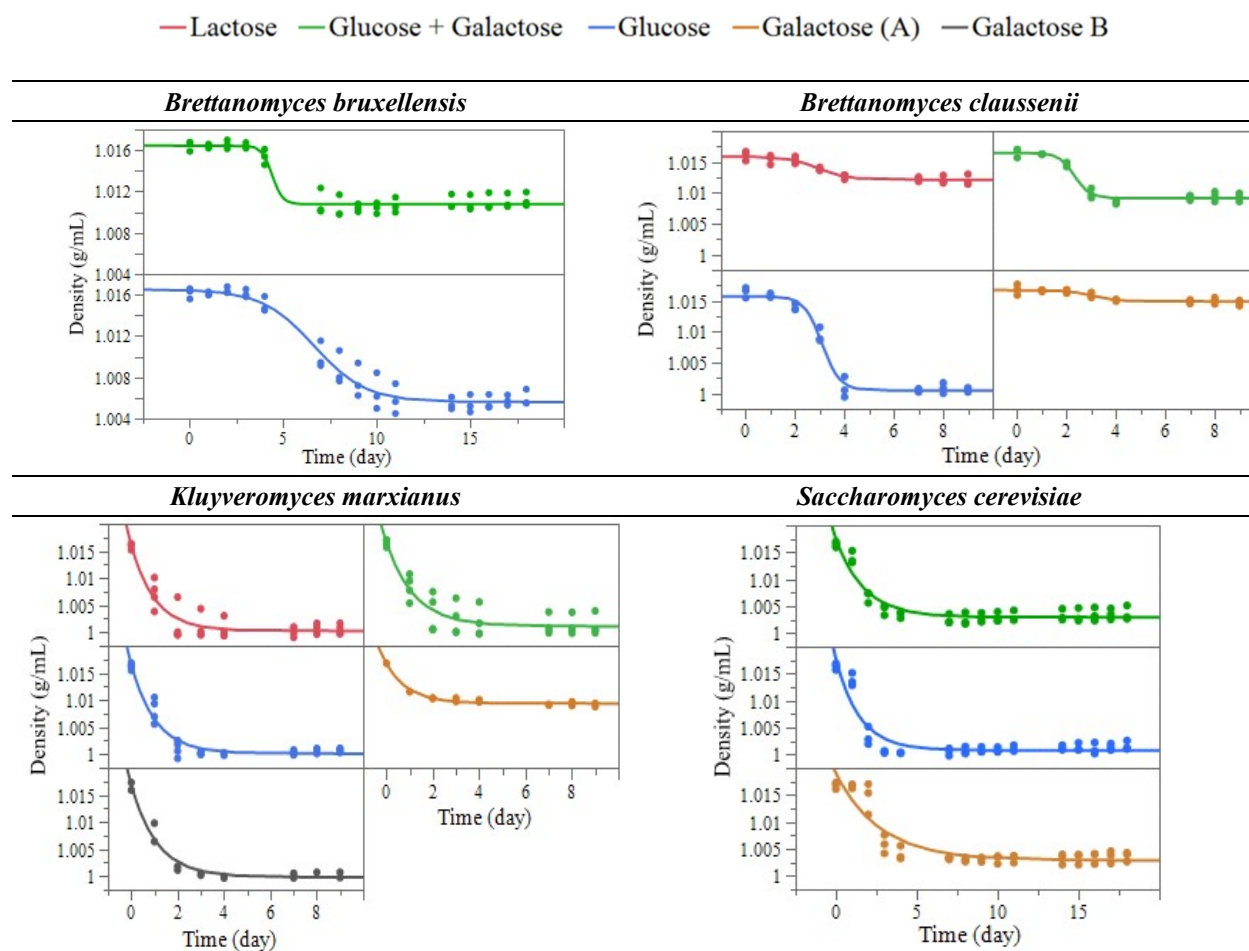 Lactose Glucose + Galactose Glucose Galactose (A) Galactose B
Brettanomyces bruxellensis Brettanomyces claussenii
Density (g/mL)
1.016
1.012
1.008
1.004
1.016
1.012
1.008
1.004
0 5 10 15
Time (day)
Density (g/mL)
1.015
1.01
1.005
1
1.015
1.01
1.005
1
0 2 4 6 8 0 2 4 6 8
Time (day)
Kluyveromyces marxianus Saccharomyces cerevisiae
Density (g/mL)
1.015
1.01
1.005
1
1.015
1.01
1.005
1
1.015
1.01
1.005
1
0 2 4 6 8
Time (day)
0 2 4 6 8
Time (day)
Density (g/mL)
1.015
1.01
1.005
1
1.015
1.01
1.005
1
1.015
1.01
1.005
1
0 5 10 15
Time (day)